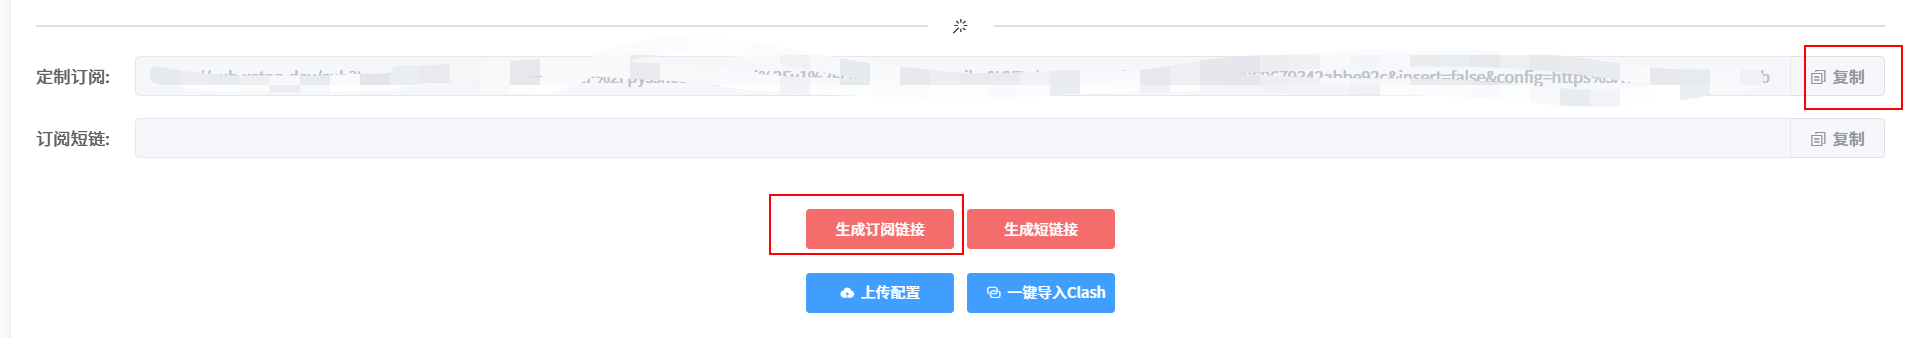 定制订阅:
&insert=false&config=https%3
复制
订阅短链:
复制
生成订阅链接 生成短链接
上传配置 一键导入Clash